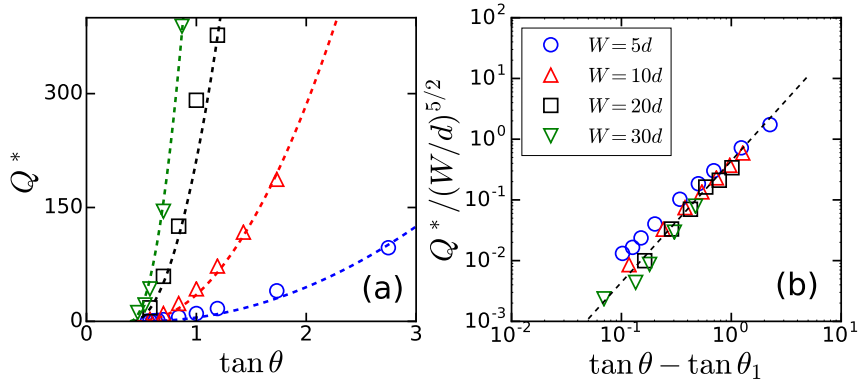 Q*
300
150
0
0 1 2 3
tan θ
(a)
Q*/(W/d)^{5/2}
10^2
10^1
10^0
10^{-1}
10^{-2}
10^{-3}
10^{-2} 10^{-1} 10^0 10^1
tan θ − tan θ_1
W = 5d
W = 10d
W = 20d
W = 30d
(b)